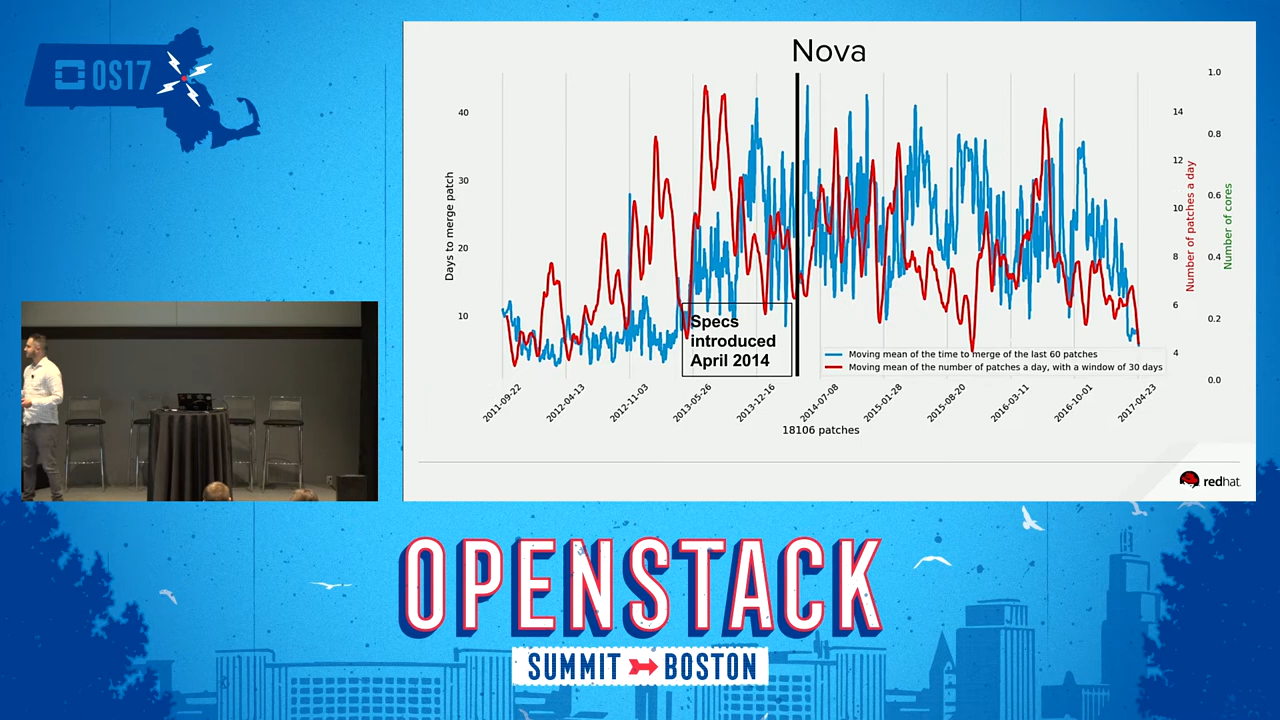 OS17
Nova
Days to merge patch
40
30
20
10
1.0
0.8
0.6
0.4
0.2
0.0
14
12
10
8
6
4
Number of patches a day
Number of cores
Specs
introduced
April 2014
Moving mean of the time to merge of the last 60 patches
Moving mean of the number of patches a day, with a window of 30 days
2011-09-22
2012-04-13
2012-11-03
2013-05-26
2013-12-16
2014-07-08
2015-01-28
2015-08-20
2016-03-11
2016-10-01
2017-04-23
18106 patches
redhat.
OPENSTACK
SUMMIT BOSTON